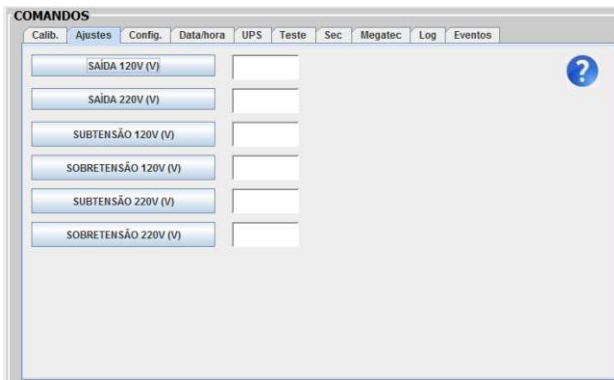 COMANDOS
Calib. Ajustes Config. Data/hora UPS Teste Sec Megatec Log Eventos
SAÍDA 120V (V)
?
SAÍDA 220V (V)
SUBTENSÃO 120V (V)
SOBRETENSÃO 120V (V)
SUBTENSÃO 220V (V)
SOBRETENSÃO 220V (V)